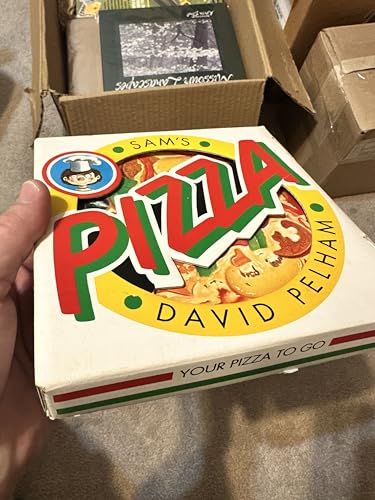 Missouri Landscapes
SAM'S
PIZZA
DAVID PELHAM
YOUR PIZZA TO GO